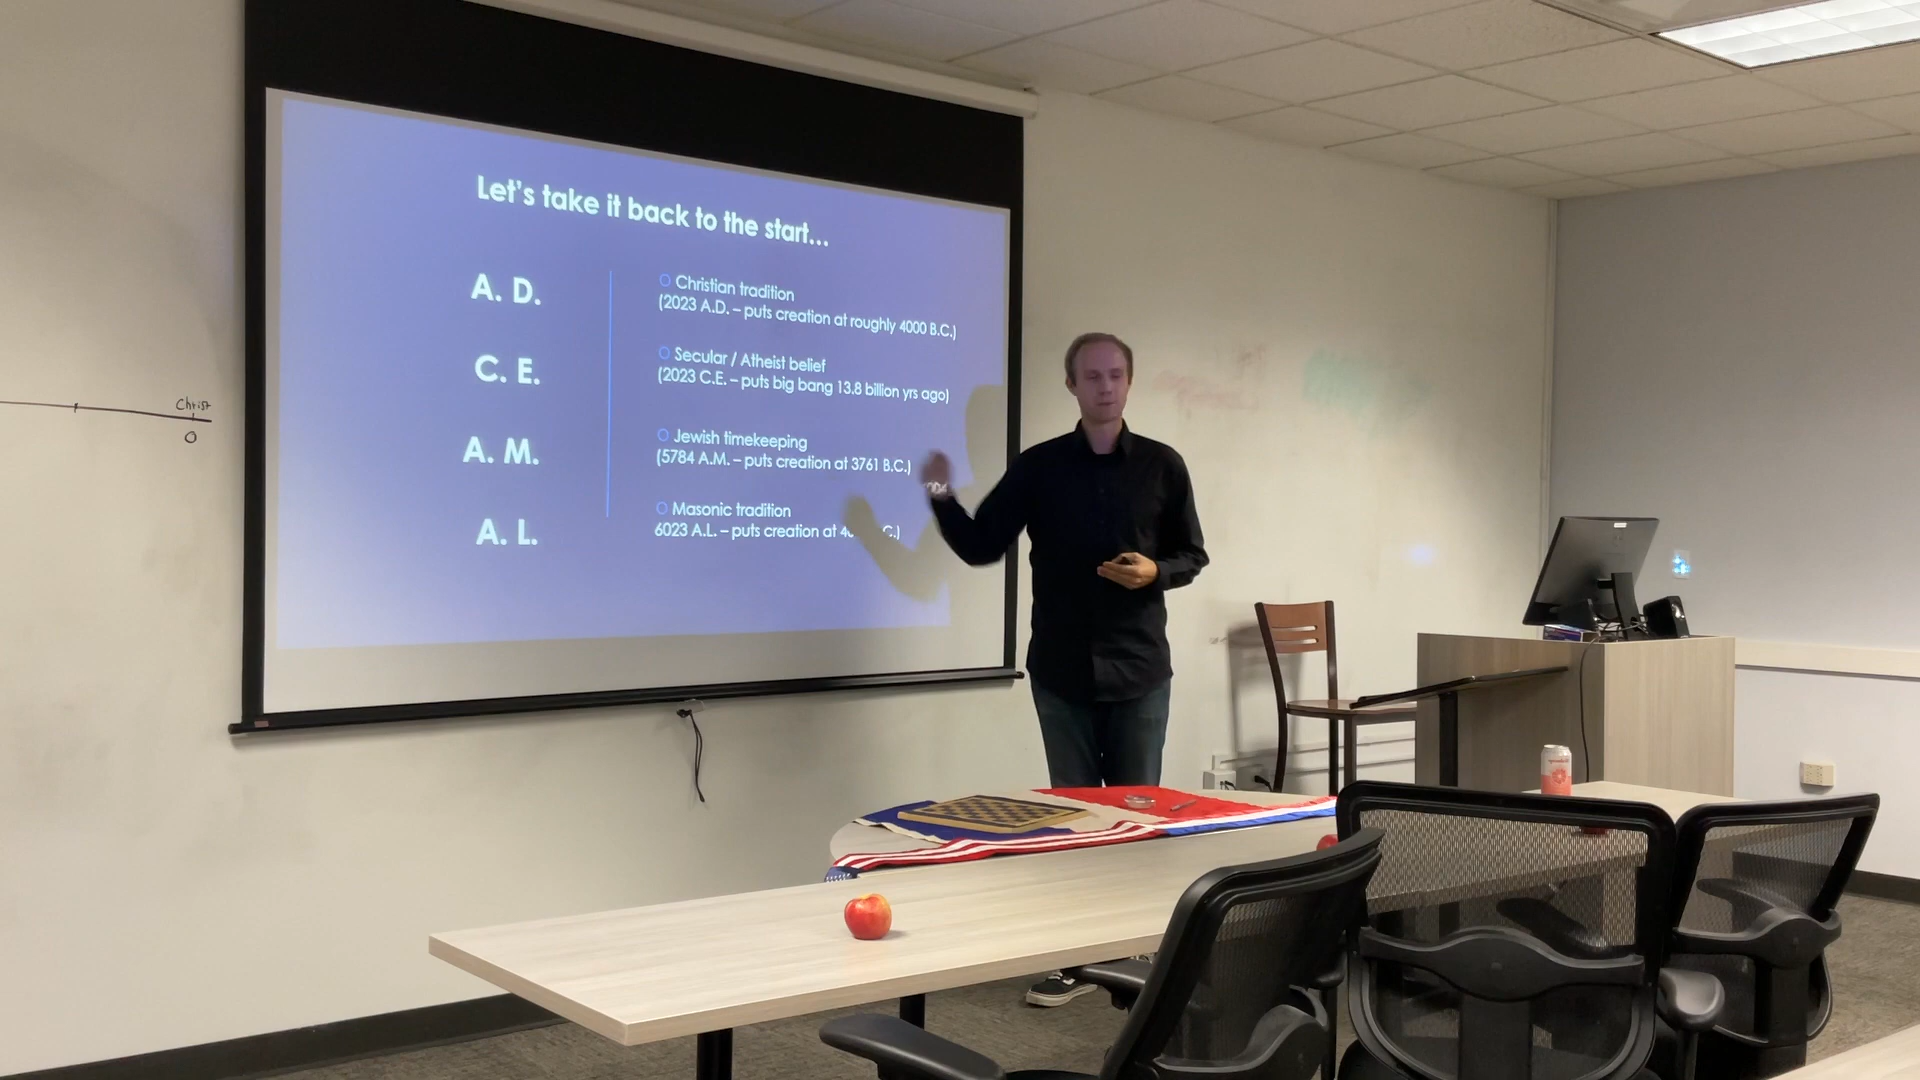 Let's take it back to the start...
A. D.
Christian tradition
(2023 A.D. – puts creation at roughly 4000 B.C.)
C. E.
Secular / Atheist belief
(2023 C.E. – puts big bang 13.8 billion yrs ago)
A. M.
Jewish timekeeping
(5784 A.M. – puts creation at 3761 B.C.)
A. L.
Masonic tradition
6023 A.L. – puts creation at
Christ
0